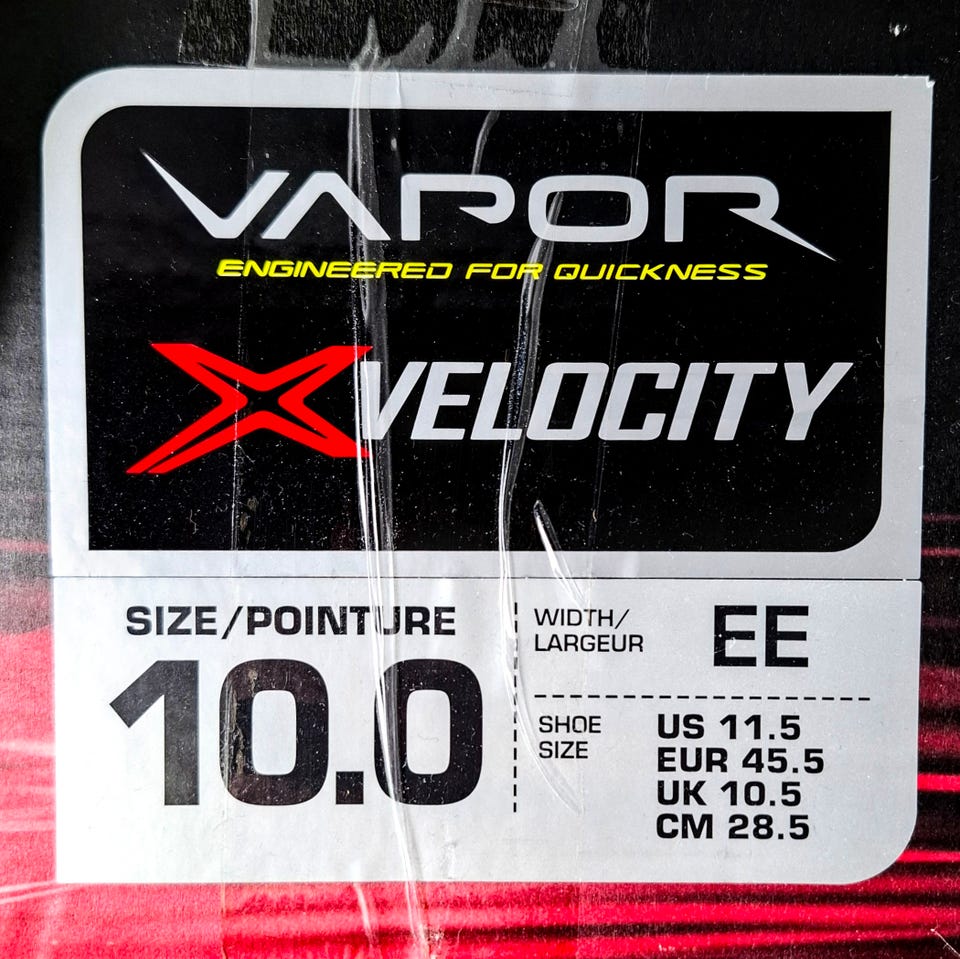 VAPOR
ENGINEERED FOR QUICKNESS
X VELOCITY
SIZE/POINTURE
10.0
WIDTH/
LARGEUR
EE
SHOE
SIZE
US 11.5
EUR 45.5
UK 10.5
CM 28.5